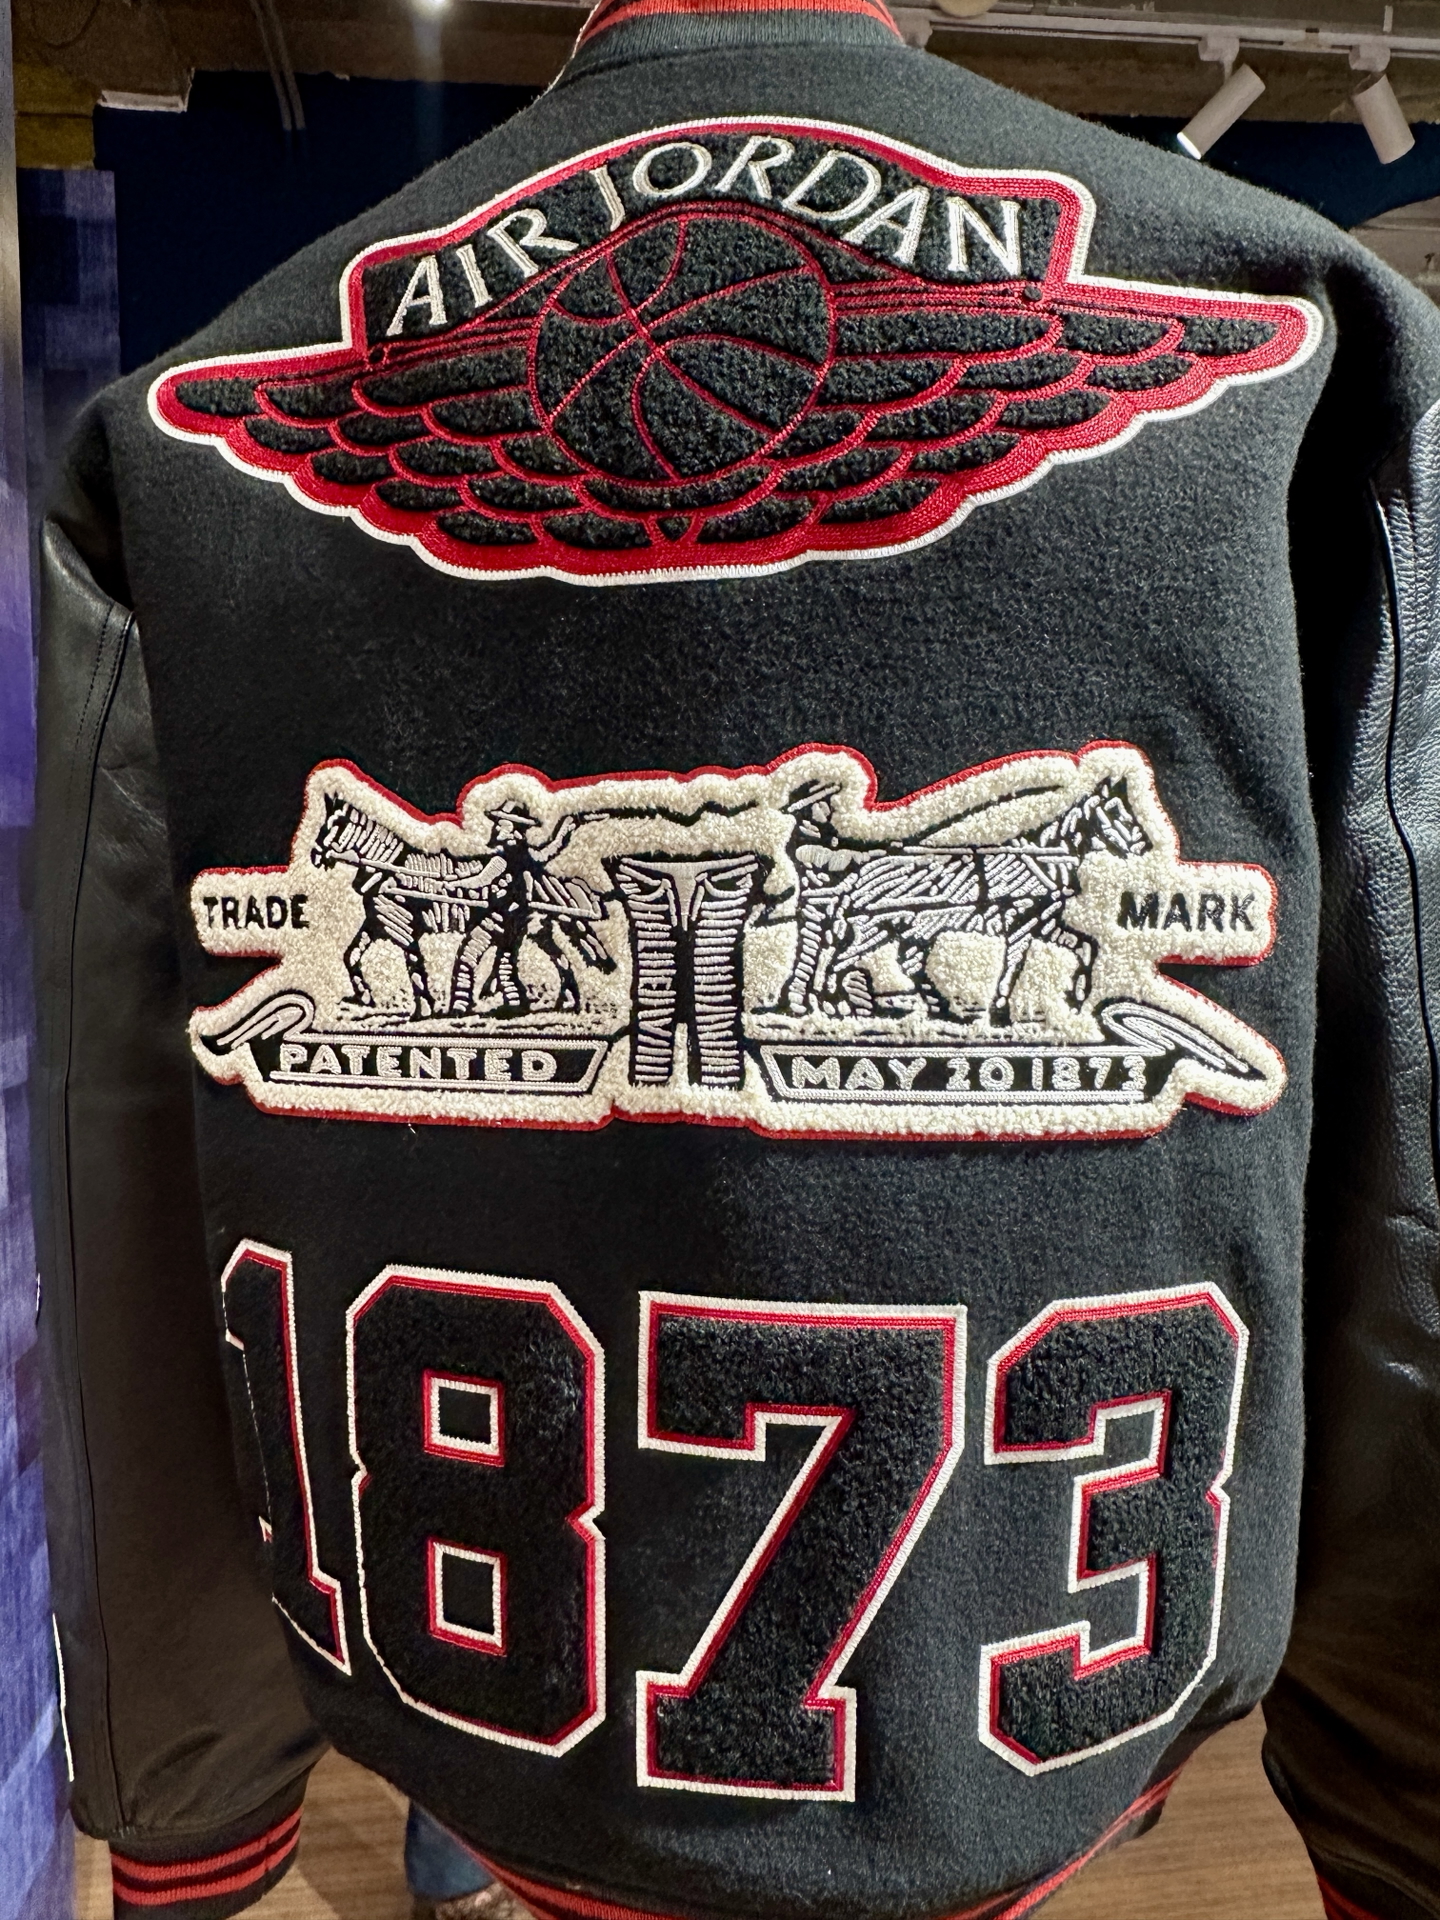 AIR JORDAN
TRADE MARK
PATENTED MAY 20 1873
1873